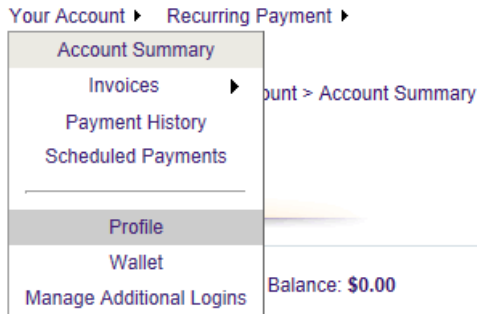 Your Account Recurring Payment
Account Summary
Invoices
ount > Account Summary
Payment History
Scheduled Payments
Profile
Wallet
Balance: $0.00
Manage Additional Logins